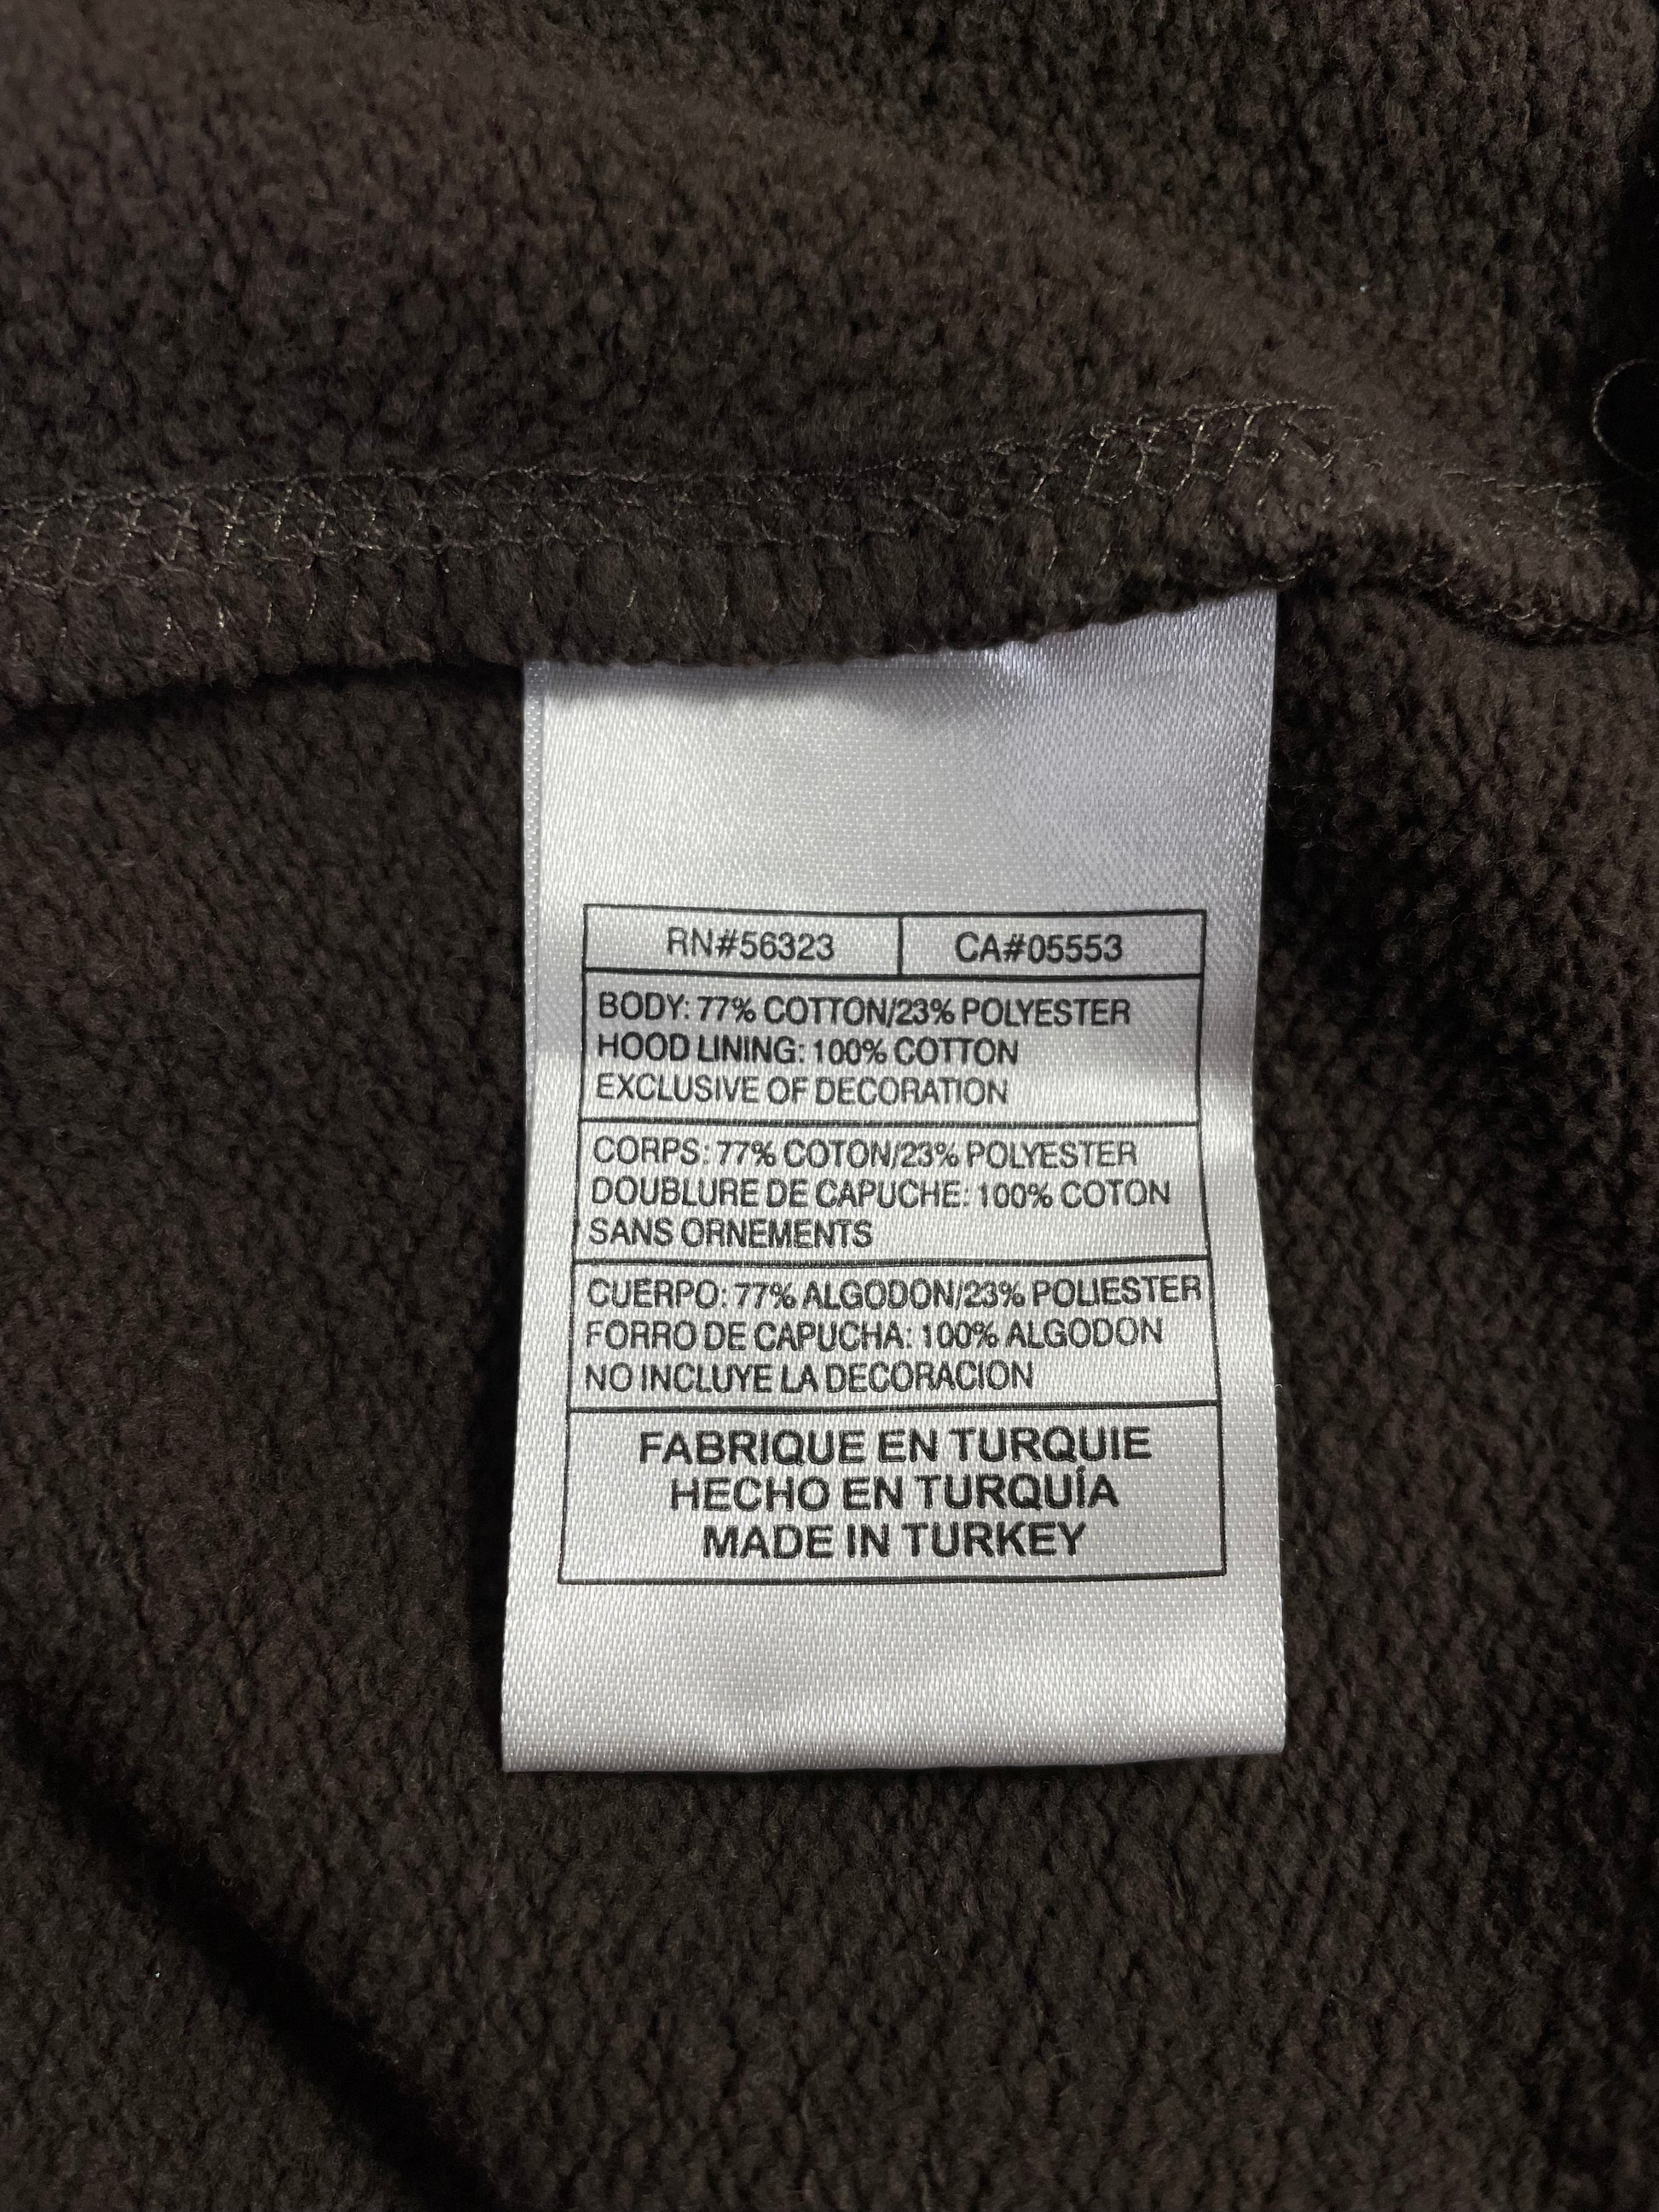 RN#56323 CA#05553
BODY: 77% COTTON/23% POLYESTER
HOOD LINING: 100% COTTON
EXCLUSIVE OF DECORATION
CORPS: 77% COTON/23% POLYESTER
DOUBLURE DE CAPUCHE: 100% COTON
SANS ORNEMENTS
CUERPO: 77% ALGODON/23% POLIESTER
FORRO DE CAPUCHA: 100% ALGODON
NO INCLUYE LA DECORACION
FABRIQUE EN TURQUIE
HECHO EN TURQUÍA
MADE IN TURKEY